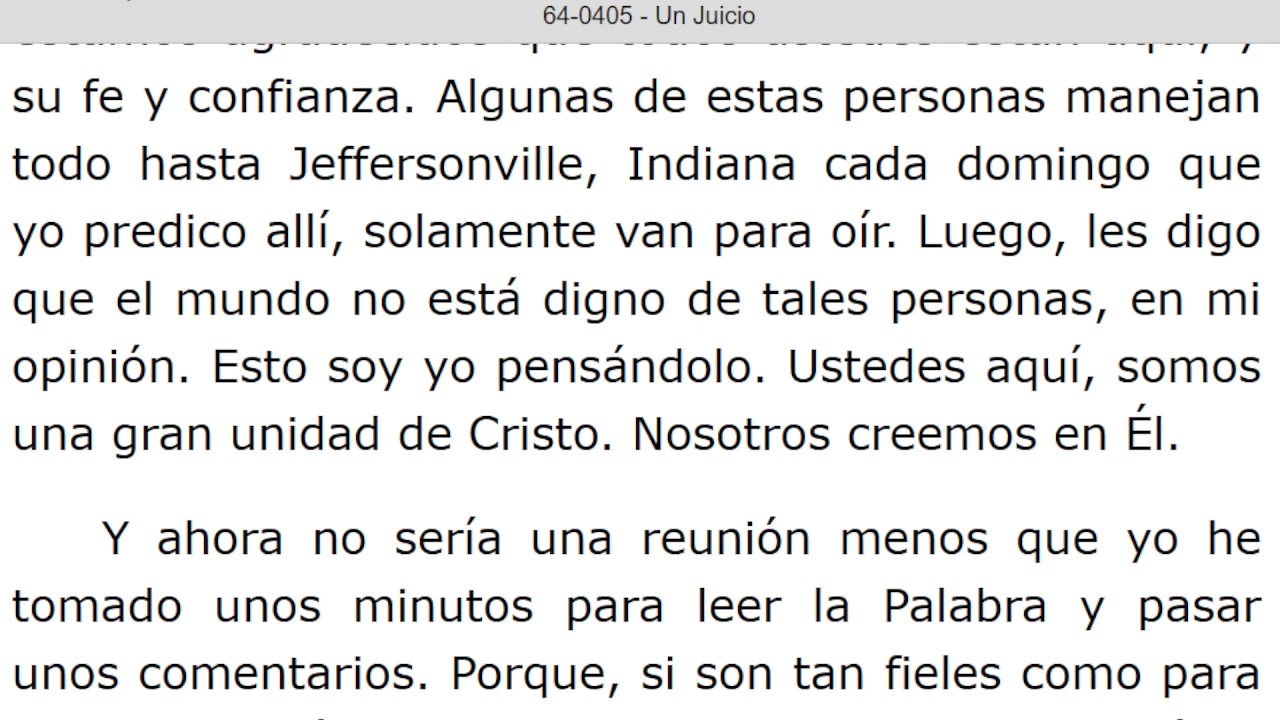 64-0405 - Un Juicio
su fe y confianza. Algunas de estas personas manejan
todo hasta Jeffersonville, Indiana cada domingo que
yo predico allí, solamente van para oír. Luego, les digo
que el mundo no está digno de tales personas, en mi
opinión. Esto soy yo pensándolo. Ustedes aquí, somos
una gran unidad de Cristo. Nosotros creemos en Él.
Y ahora no sería una reunión menos que yo he
tomado unos minutos para leer la Palabra y pasar
unos comentarios. Porque, si son tan fieles como para